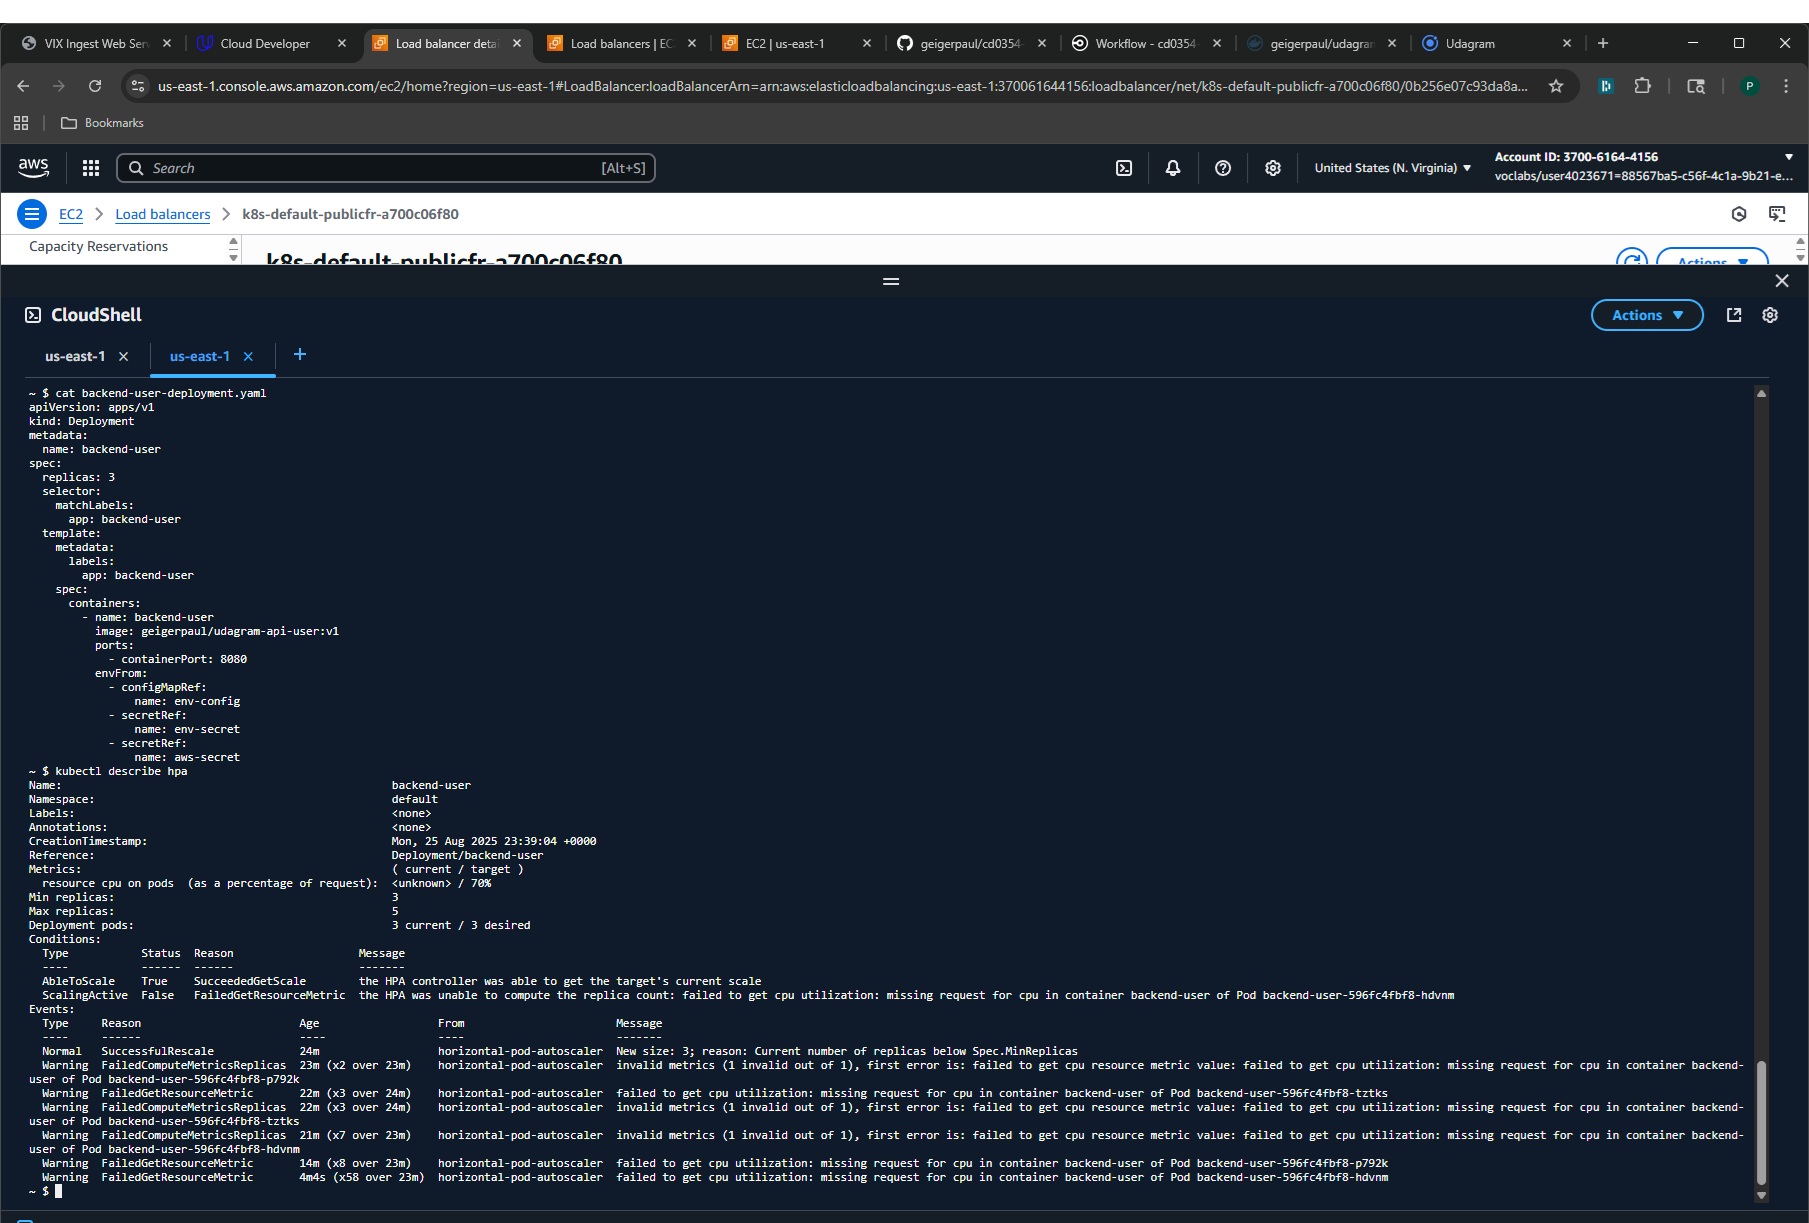 VIX Ingest Web Ser
Cloud Developer
Load balancer detai
Load balancers | EC
EC2 | us-east-1
geigerpaul/cd0354-
Workflow - cd0354-
geigerpaul/udagram
Udagram
us-east-1.console.aws.amazon.com/ec2/home?region=us-east-1#LoadBalancer:loadBalancerArn=arn:aws:elasticloadbalancing:us-east-1:370061644156:loadbalancer/net/k8s-default-publicfr-a700c06f80/0b256e07c93da8a...
P
Bookmarks
aws
Search
[Alt+S]
United States (N. Virginia)
Account ID: 3700-6164-4156
voclabs/user4023671=88567ba5-c56f-4c1a-9b21-e...
EC2 > Load balancers > k8s-default-publicfr-a700c06f80
Capacity Reservations
k8s-default-publicfr-a700c06f80
Actions
CloudShell
Actions
us-east-1
us-east-1
~ $ cat backend-user-deployment.yaml
apiVersion: apps/v1
kind: Deployment
metadata:
  name: backend-user
spec:
  replicas: 3
  selector:
    matchLabels:
      app: backend-user
  template:
    metadata:
      labels:
        app: backend-user
    spec:
      containers:
        - name: backend-user
          image: geigerpaul/udagram-api-user:v1
          ports:
            - containerPort: 8080
          envFrom:
            - configMapRef:
                name: env-config
            - secretRef:
                name: env-secret
            - secretRef:
                name: aws-secret
~ $ kubectl describe hpa
Name: backend-user
Namespace: default
Labels: <none>
Annotations: <none>
CreationTimestamp: Mon, 25 Aug 2025 23:39:04 +0000
Reference: Deployment/backend-user
Metrics: ( current / target )
  resource cpu on pods  (as a percentage of request):  <unknown> / 70%
Min replicas: 3
Max replicas: 5
Deployment pods: 3 current / 3 desired
Conditions:
  Type           Status  Reason                   Message
  ----           ------  ------                   -------
  AbleToScale    True    SucceededGetScale        the HPA controller was able to get the target's current scale
  ScalingActive  False   FailedGetResourceMetric  the HPA was unable to compute the replica count: failed to get cpu utilization: missing request for cpu in container backend-user of Pod backend-user-596fc4fbf8-hdvnm
Events:
  Type     Reason                        Age                  From                       Message
  ----     ------                        ----                 ----                       -------
  Normal   SuccessfulRescale             24m                  horizontal-pod-autoscaler  New size: 3; reason: Current number of replicas below Spec.MinReplicas
  Warning  FailedComputeMetricsReplicas  23m (x2 over 23m)    horizontal-pod-autoscaler  invalid metrics (1 invalid out of 1), first error is: failed to get cpu resource metric value: failed to get cpu utilization: missing request for cpu in container backend-
user of Pod backend-user-596fc4fbf8-p792k
  Warning  FailedGetResourceMetric       22m (x3 over 24m)    horizontal-pod-autoscaler  failed to get cpu utilization: missing request for cpu in container backend-user of Pod backend-user-596fc4fbf8-tztks
  Warning  FailedComputeMetricsReplicas  22m (x3 over 24m)    horizontal-pod-autoscaler  invalid metrics (1 invalid out of 1), first error is: failed to get cpu resource metric value: failed to get cpu utilization: missing request for cpu in container backend-
user of Pod backend-user-596fc4fbf8-tztks
  Warning  FailedComputeMetricsReplicas  21m (x7 over 23m)    horizontal-pod-autoscaler  invalid metrics (1 invalid out of 1), first error is: failed to get cpu resource metric value: failed to get cpu utilization: missing request for cpu in container backend-
user of Pod backend-user-596fc4fbf8-hdvnm
  Warning  FailedGetResourceMetric       14m (x8 over 23m)    horizontal-pod-autoscaler  failed to get cpu utilization: missing request for cpu in container backend-user of Pod backend-user-596fc4fbf8-p792k
  Warning  FailedGetResourceMetric       4m4s (x58 over 23m)  horizontal-pod-autoscaler  failed to get cpu utilization: missing request for cpu in container backend-user of Pod backend-user-596fc4fbf8-hdvnm
~ $